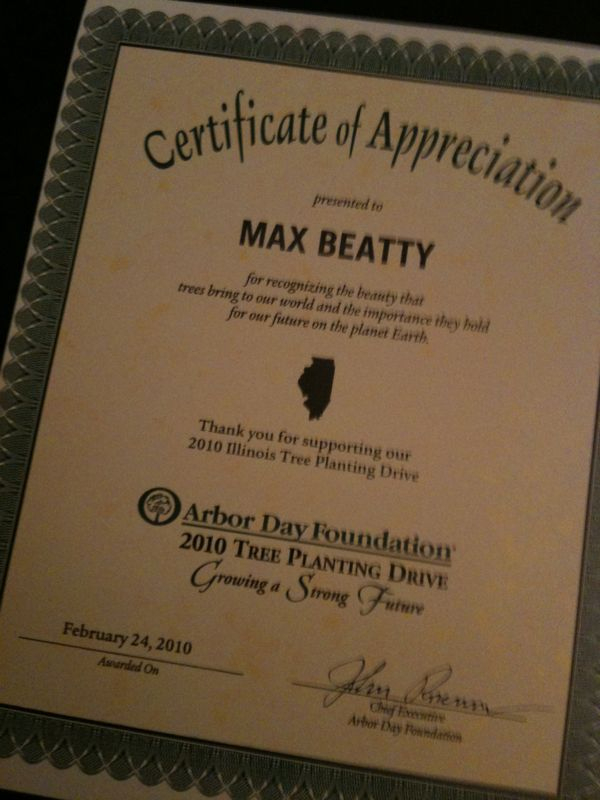 Certificate of Appreciation
presented to
MAX BEATTY
for recognizing the beauty that
trees bring to our world and the importance they hold
for our future on the planet Earth.
Thank you for supporting our
2010 Illinois Tree Planting Drive
Arbor Day Foundation®
2010 TREE PLANTING DRIVE
Growing a Strong Future
February 24, 2010
Awarded On
John
Chief Executive
Arbor Day Foundation